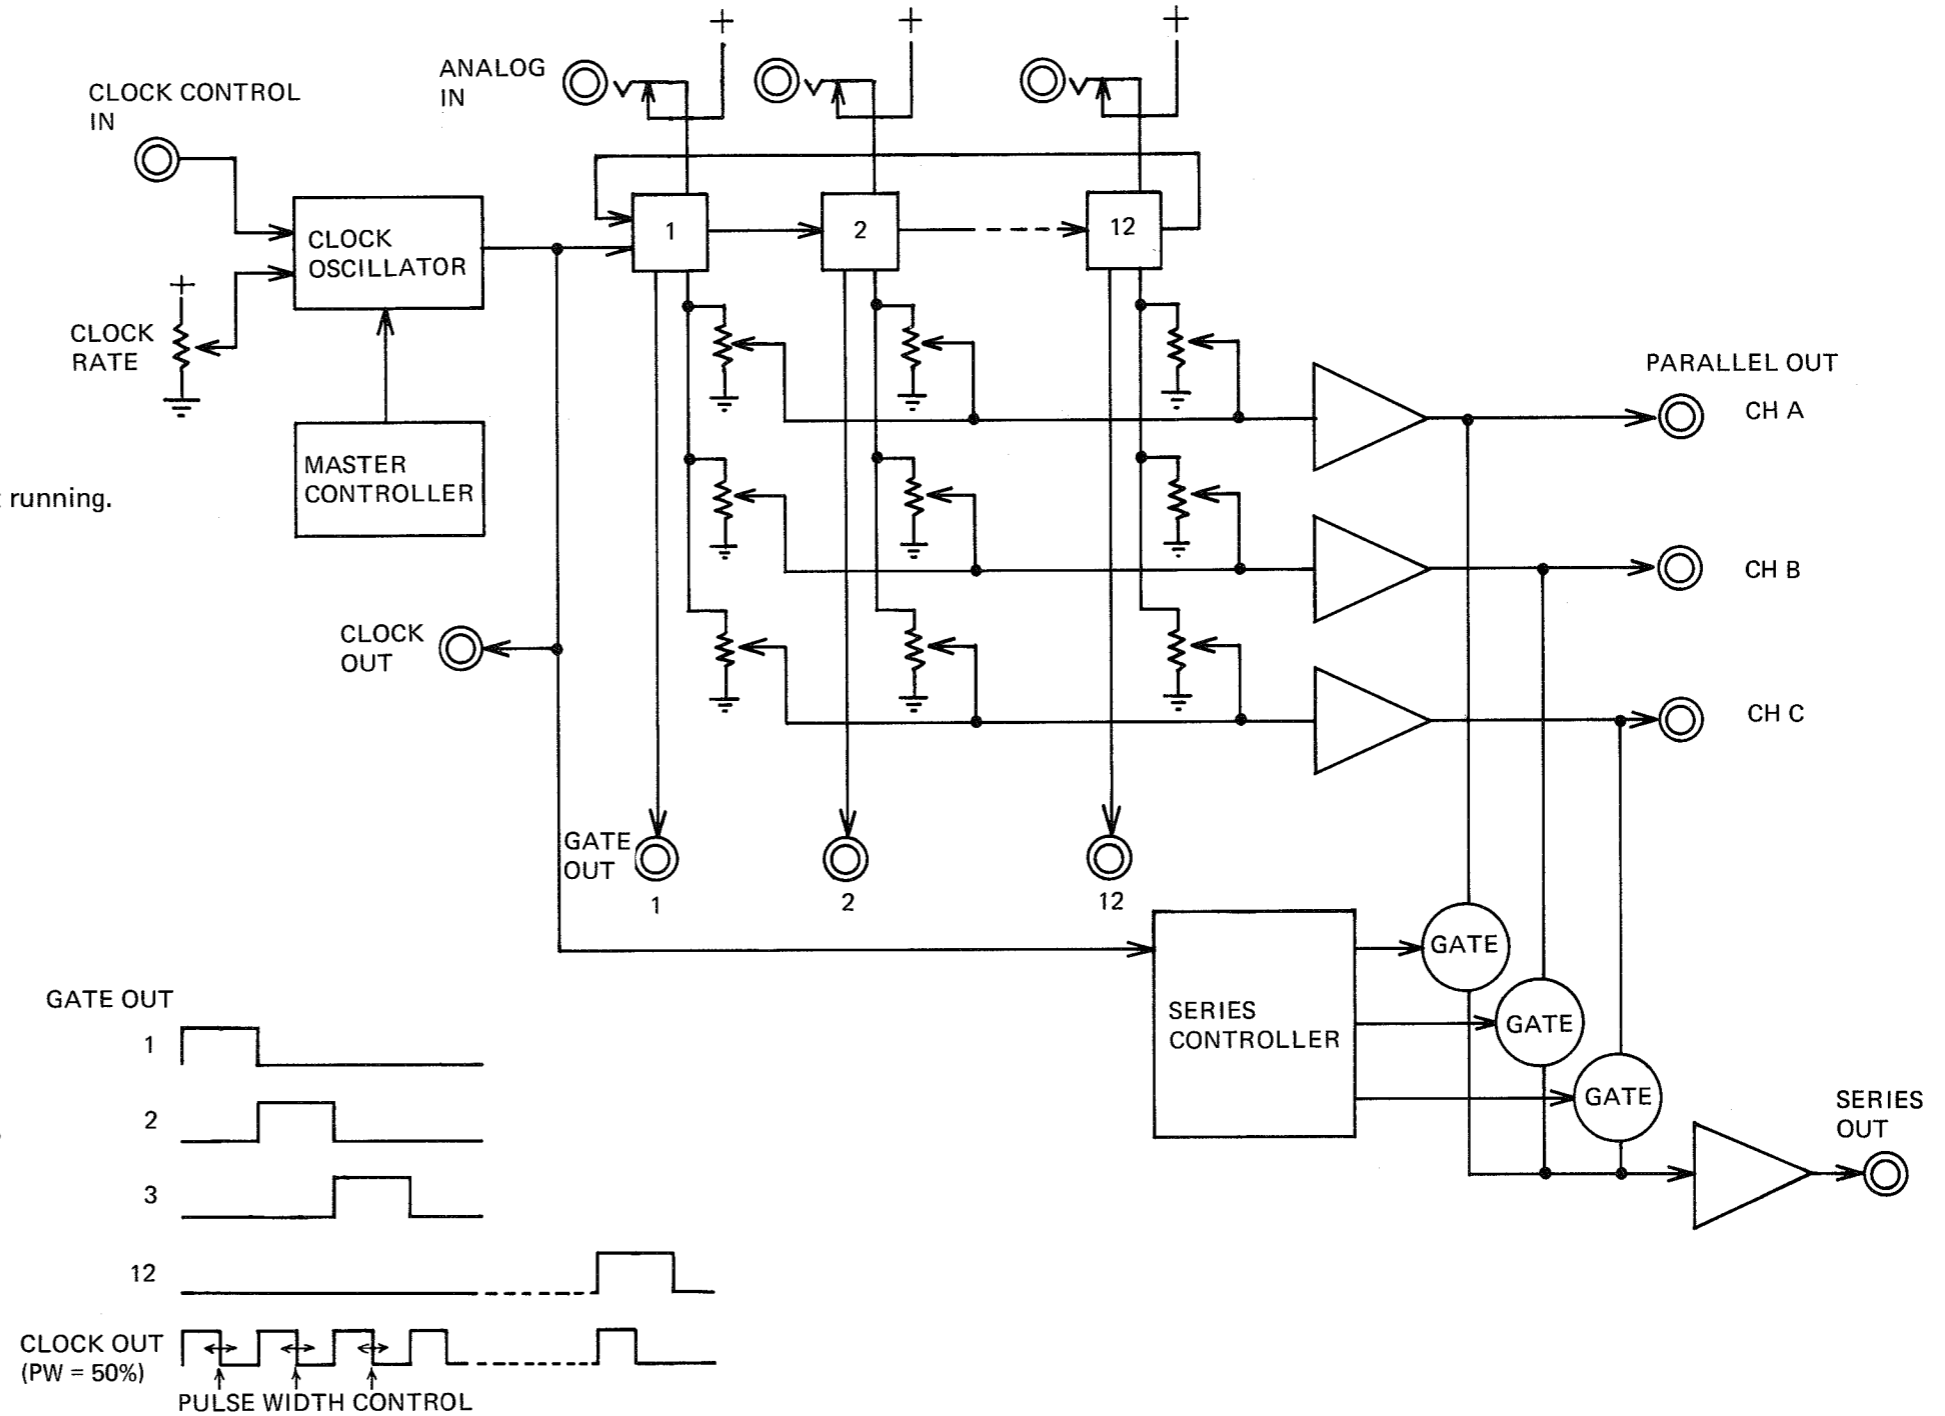 CLOCK CONTROL
IN
ANALOG
IN
+
+
+
CLOCK
OSCILLATOR
1
2
12
+
CLOCK
RATE
MASTER
CONTROLLER
running.
PARALLEL OUT
CH A
CH B
CH C
CLOCK
OUT
GATE
OUT
1
2
12
SERIES
CONTROLLER
GATE
GATE
GATE
SERIES
OUT
GATE OUT
1
2
3
12
CLOCK OUT
(PW = 50%)
PULSE WIDTH CONTROL